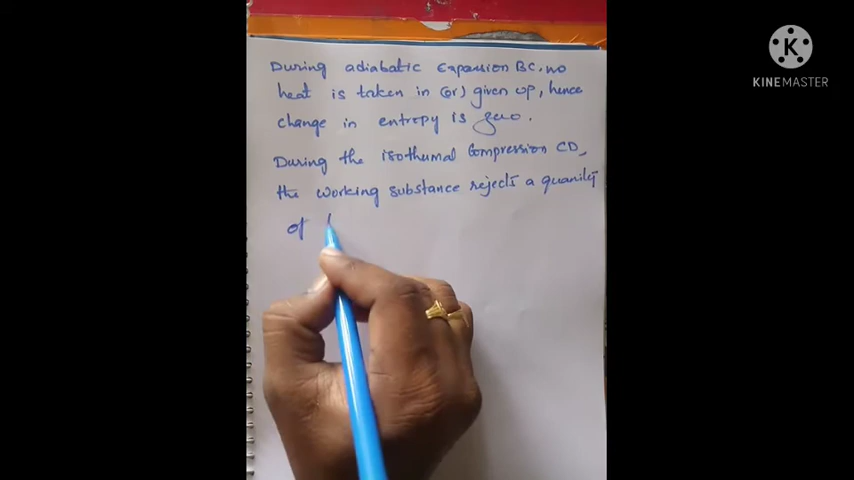 During adiabatic expansion BC, no
heat is taken in (or) given up, hence
change in entropy is zero.
During the isothermal Compression CD,
the working substance rejects a quanity
of
K
KINEMASTER